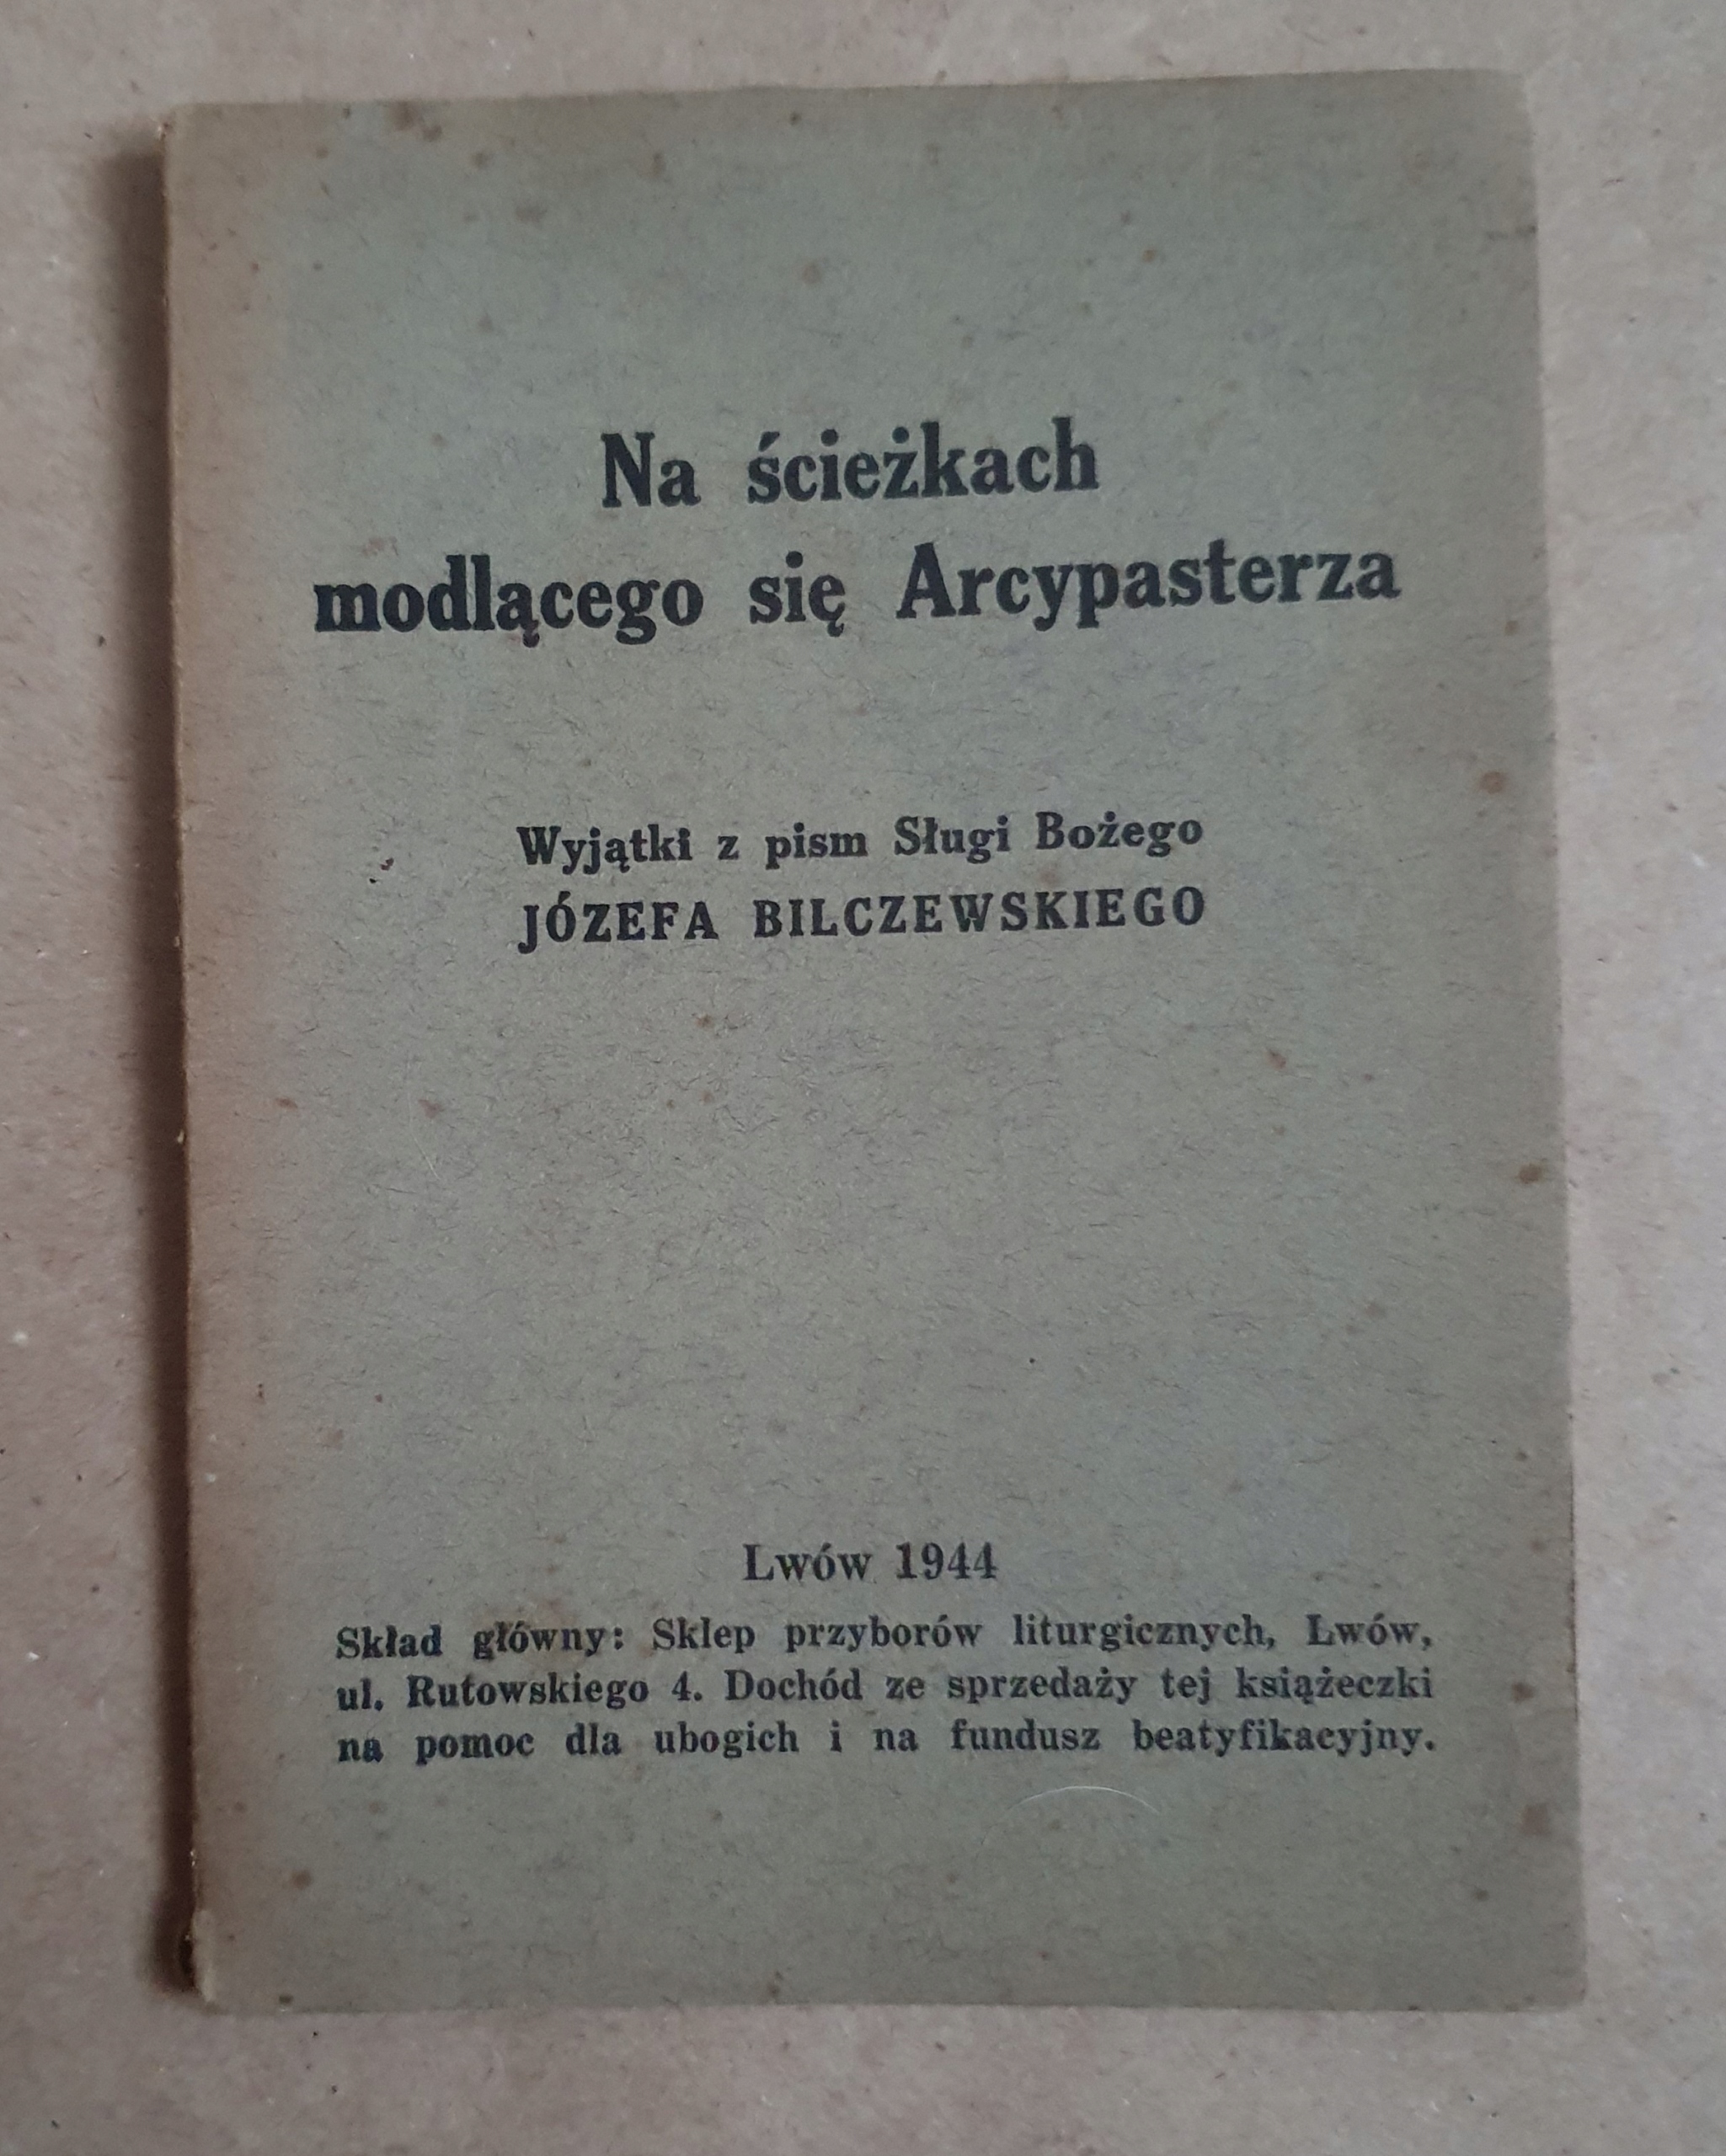 Na ścieżkach
modlącego się Arcypasterza
Wyjątki z pism Sługi Bożego
JÓZEFA BILCZEWSKIEGO
Lwów 1944
Skład główny: Sklep przyborów liturgicznych, Lwów,
ul. Rutowskiego 4. Dochód ze sprzedaży tej książeczki
na pomoc dla ubogich i na fundusz beatyfikacyjny.